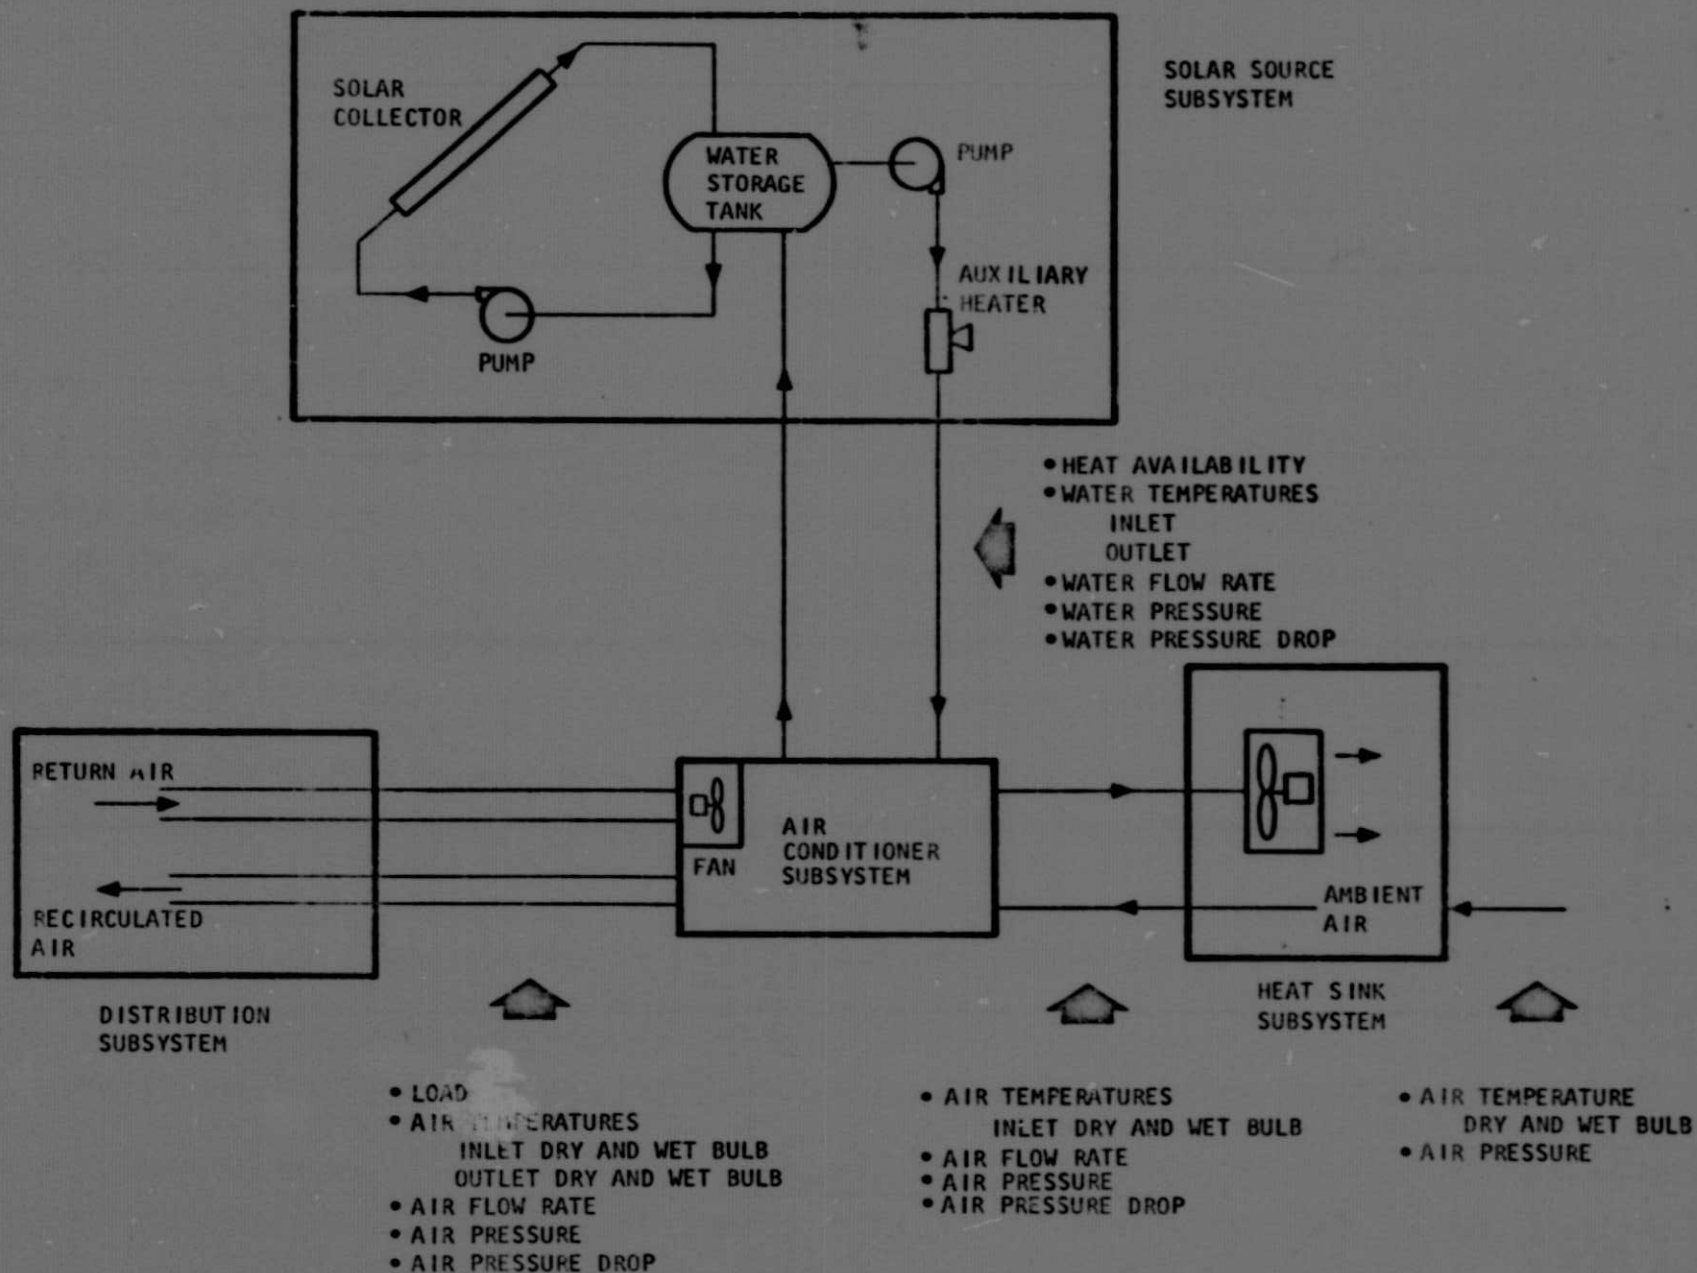 SOLAR
COLLECTOR
WATER
STORAGE
TANK
PUMP
AUXILIARY
HEATER
PUMP
SOLAR SOURCE
SUBSYSTEM
• HEAT AVAILABILITY
• WATER TEMPERATURES
INLET
OUTLET
• WATER FLOW RATE
• WATER PRESSURE
• WATER PRESSURE DROP
RETURN AIR
RECIRCULATED
AIR
DISTRIBUTION
SUBSYSTEM
FAN
AIR
CONDITIONER
SUBSYSTEM
AMBIENT
AIR
HEAT SINK
SUBSYSTEM
• LOAD
• AIR TEMPERATURES
INLET DRY AND WET BULB
OUTLET DRY AND WET BULB
• AIR FLOW RATE
• AIR PRESSURE
• AIR PRESSURE DROP
• AIR TEMPERATURES
INLET DRY AND WET BULB
• AIR FLOW RATE
• AIR PRESSURE
• AIR PRESSURE DROP
• AIR TEMPERATURE
DRY AND WET BULB
• AIR PRESSURE